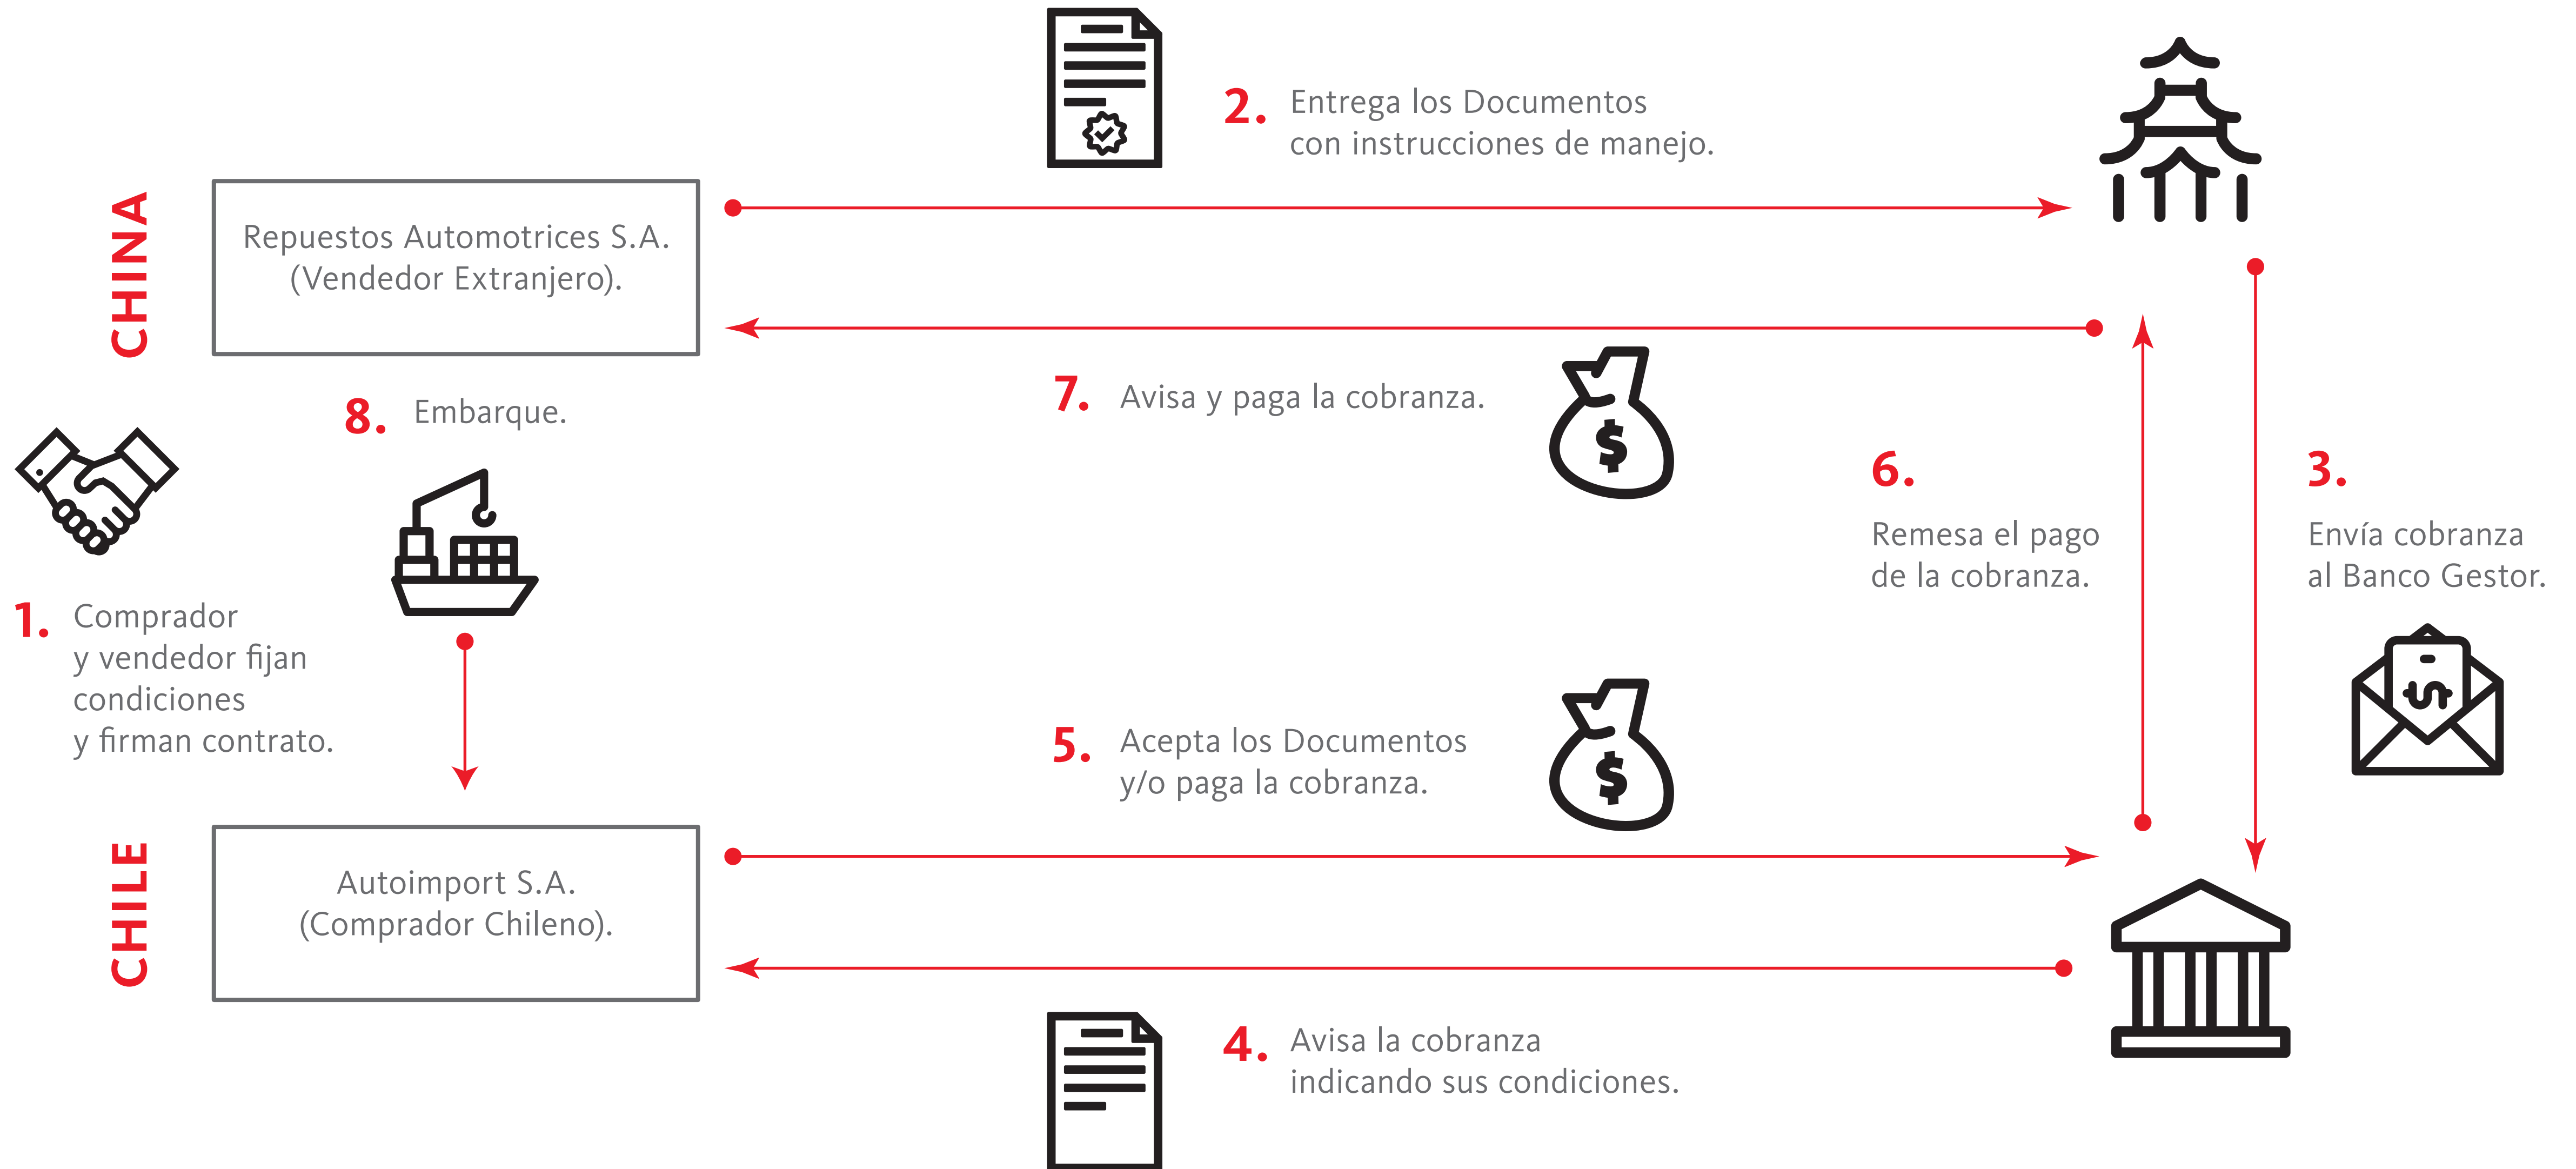 2. Entrega los Documentos
con instrucciones de manejo.
CHINA
Repuestos Automotrices S.A.
(Vendedor Extranjero).
7. Avisa y paga la cobranza.
$
8. Embarque.
6.
Remesa el pago
de la cobranza.
3.
Envía cobranza
al Banco Gestor.
$
1. Comprador
y vendedor fijan
condiciones
y firman contrato.
5. Acepta los Documentos
y/o paga la cobranza.
$
CHILE
Autoimport S.A.
(Comprador Chileno).
4. Avisa la cobranza
indicando sus condiciones.